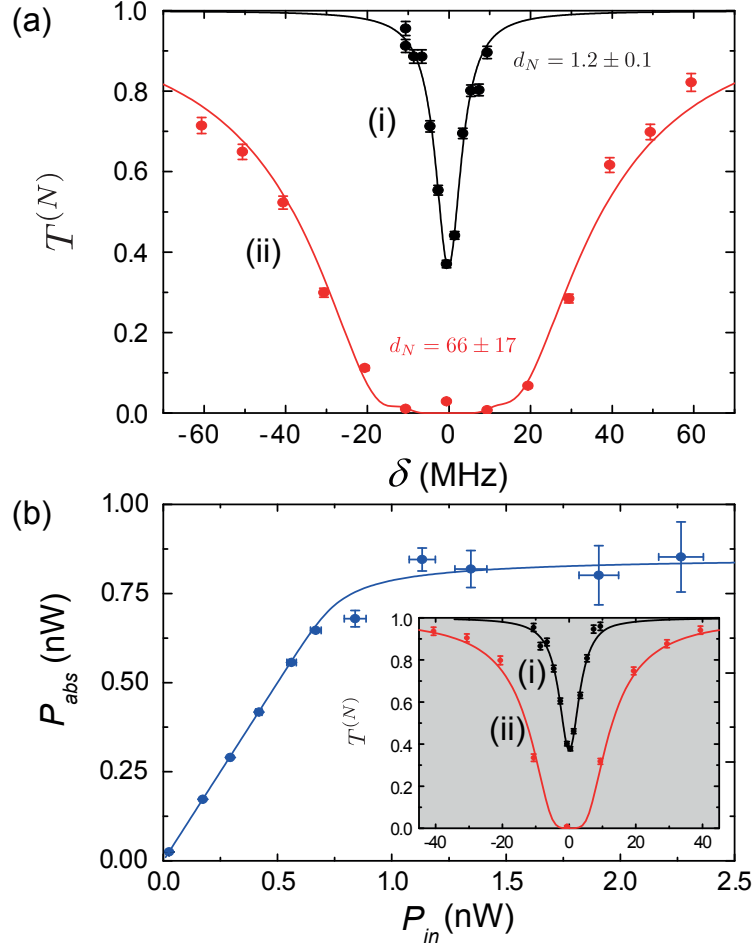 (a)
1.0
0.8
0.6
0.4
0.2
0.0
T^(N)
d_N = 1.2 ± 0.1
(i)
(ii)
d_N = 66 ± 17
-60 -40 -20 0 20 40 60
δ (MHz)
(b)
1.00
0.75
0.50
0.25
0.00
P_abs (nW)
1.0
0.8
0.6
0.4
0.2
0.0
T^(N)
(i)
(ii)
-40 -20 0 20 40
0.0 0.5 1.0 1.5 2.0 2.5
P_in (nW)